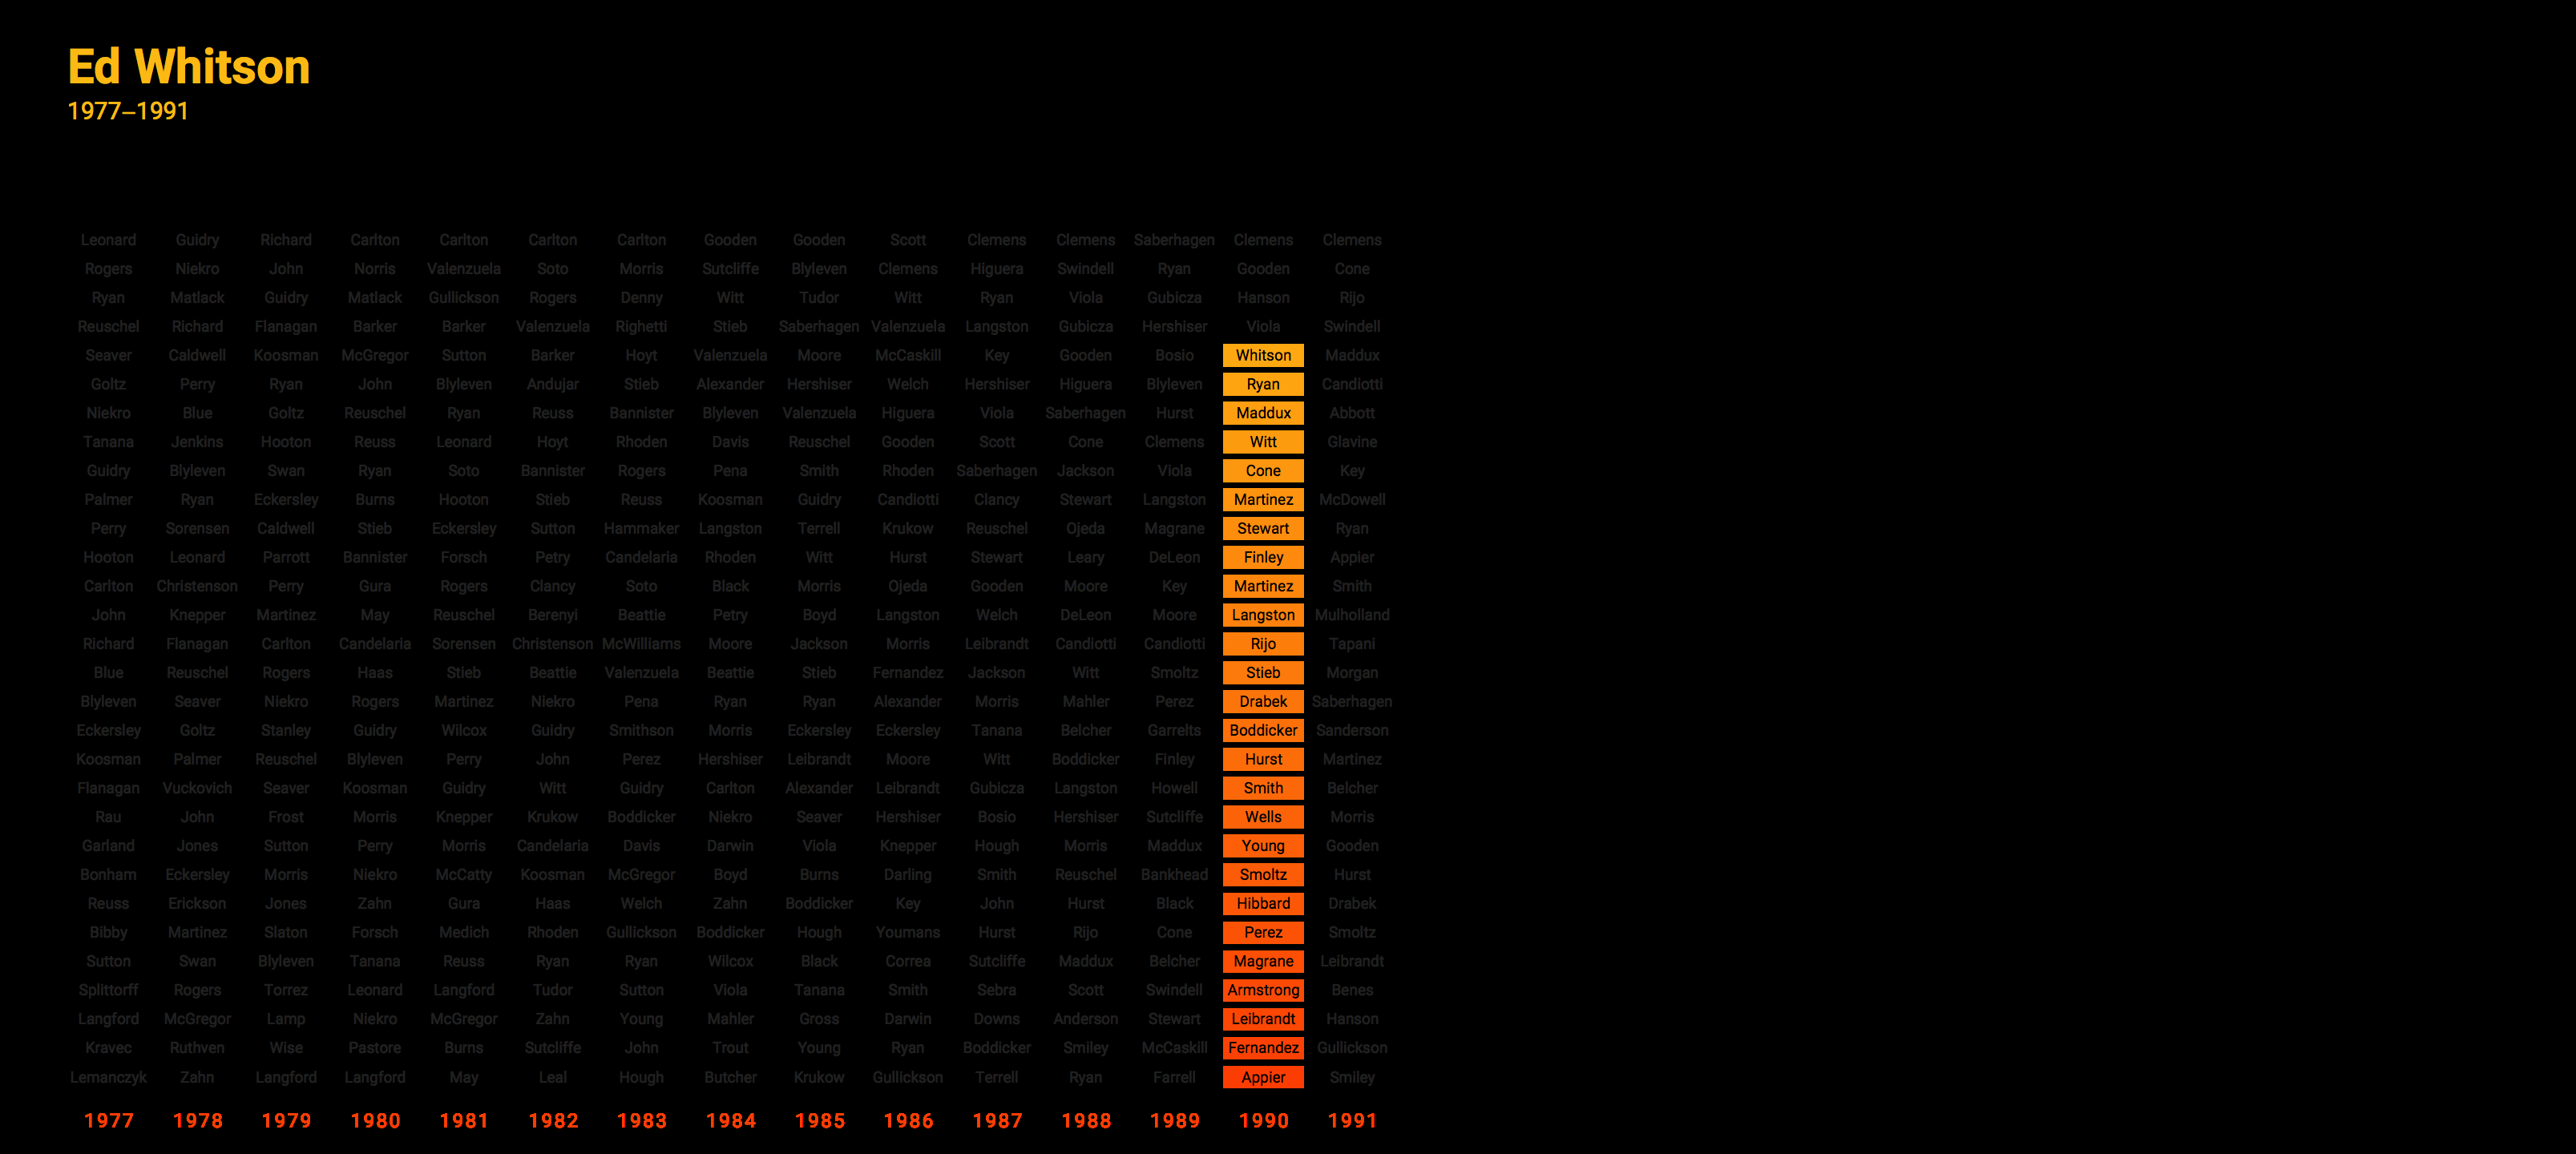 Ed Whitson
1977–1991
Leonard Guidry Richard Carlton Carlton Carlton Carlton Gooden Gooden Scott Clemens Clemens Saberhagen Clemens Clemens
Rogers Niekro John Norris Valenzuela Soto Morris Sutcliffe Blyleven Clemens Higuera Swindell Ryan Gooden Cone
Ryan Matlack Guidry Matlack Gullickson Rogers Denny Witt Tudor Witt Ryan Viola Gubicza Hanson Rijo
Reuschel Richard Flanagan Barker Barker Valenzuela Righetti Stieb Saberhagen Valenzuela Langston Gubicza Hershiser Viola Swindell
Seaver Caldwell Koosman McGregor Sutton Barker Hoyt Valenzuela Moore McCaskill Key Gooden Bosio Whitson Maddux
Goltz Perry Ryan John Blyleven Andujar Stieb Alexander Hershiser Welch Hershiser Higuera Blyleven Ryan Candiotti
Niekro Blue Goltz Reuschel Ryan Reuss Bannister Blyleven Valenzuela Higuera Viola Saberhagen Hurst Maddux Abbott
Tanana Jenkins Hooton Reuss Leonard Hoyt Rhoden Davis Reuschel Gooden Scott Cone Clemens Witt Glavine
Guidry Blyleven Swan Ryan Soto Bannister Rogers Pena Smith Rhoden Saberhagen Jackson Viola Cone Key
Palmer Ryan Eckersley Burns Hooton Stieb Reuss Koosman Guidry Candiotti Clancy Stewart Langston Martinez McDowell
Perry Sorensen Caldwell Stieb Eckersley Sutton Hammaker Langston Terrell Krukow Reuschel Ojeda Magrane Stewart Ryan
Hooton Leonard Parrott Bannister Forsch Petry Candelaria Rhoden Witt Hurst Stewart Leary DeLeon Finley Appier
Carlton Christenson Perry Gura Rogers Clancy Soto Black Morris Ojeda Gooden Moore Key Martinez Smith
John Knepper Martinez May Reuschel Berenyi Beattie Petry Boyd Langston Welch DeLeon Moore Langston Mulholland
Richard Flanagan Carlton Candelaria Sorensen Christenson McWilliams Moore Jackson Morris Leibrandt Candiotti Candiotti Rijo Tapani
Blue Reuschel Rogers Haas Stieb Beattie Valenzuela Beattie Stieb Fernandez Jackson Witt Smoltz Stieb Morgan
Blyleven Seaver Niekro Rogers Martinez Niekro Pena Ryan Ryan Alexander Morris Mahler Perez Drabek Saberhagen
Eckersley Goltz Stanley Guidry Wilcox Guidry Smithson Morris Eckersley Eckersley Tanana Belcher Garrelts Boddicker Sanderson
Koosman Palmer Reuschel Blyleven Perry John Perez Hershiser Leibrandt Moore Witt Boddicker Finley Hurst Martinez
Flanagan Vuckovich Seaver Koosman Guidry Witt Guidry Carlton Alexander Leibrandt Gubicza Langston Howell Smith Belcher
Rau John Frost Morris Knepper Krukow Boddicker Niekro Seaver Hershiser Bosio Hershiser Sutcliffe Wells Morris
Garland Jones Sutton Perry Morris Candelaria Davis Darwin Viola Knepper Hough Morris Maddux Young Gooden
Bonham Eckersley Morris Niekro McCatty Koosman McGregor Boyd Burns Darling Smith Reuschel Bankhead Smoltz Hurst
Reuss Erickson Jones Zahn Gura Haas Welch Zahn Boddicker Key John Hurst Black Hibbard Drabek
Bibby Martinez Slaton Forsch Medich Rhoden Gullickson Boddicker Hough Youmans Hurst Rijo Cone Perez Smoltz
Sutton Swan Blyleven Tanana Reuss Ryan Ryan Wilcox Black Correa Sutcliffe Maddux Belcher Magrane Leibrandt
Splittorff Rogers Torrez Leonard Langford Tudor Sutton Viola Tanana Smith Sebra Scott Swindell Armstrong Benes
Langford McGregor Lamp Niekro McGregor Zahn Young Mahler Gross Darwin Downs Anderson Stewart Leibrandt Hanson
Kravec Ruthven Wise Pastore Burns Sutcliffe John Trout Young Ryan Boddicker Smiley McCaskill Fernandez Gullickson
Lemanczyk Zahn Langford Langford May Leal Hough Butcher Krukow Gullickson Terrell Ryan Farrell Appier Smiley
1977 1978 1979 1980 1981 1982 1983 1984 1985 1986 1987 1988 1989 1990 1991